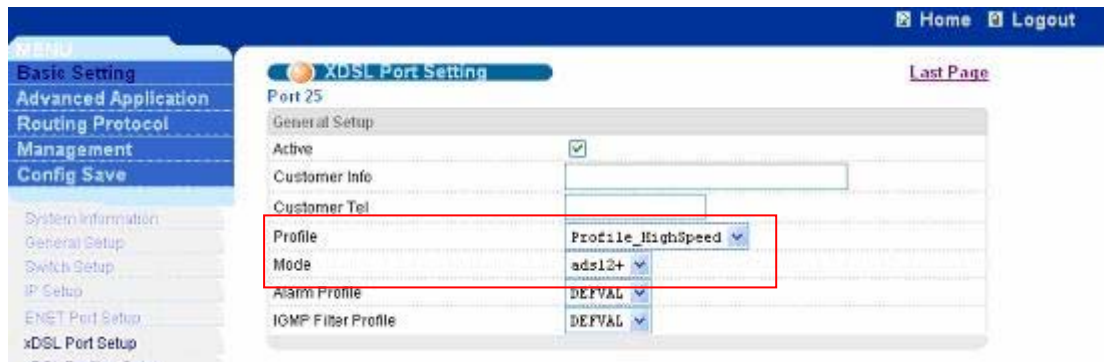 Home Logout
MENU
Basic Setting
Advanced Application
Routing Protocol
Management
Config Save
System Information
General Setup
Switch Setup
IP Setup
ENET Port Setup
xDSL Port Setup
XDSL Port Setting
Last Page
Port 25
General Setup
Active
Customer Info
Customer Tel
Profile Profile_HighSpeed
Mode adsl2+
Alarm Profile DEFVAL
IGMP Filter Profile DEFVAL